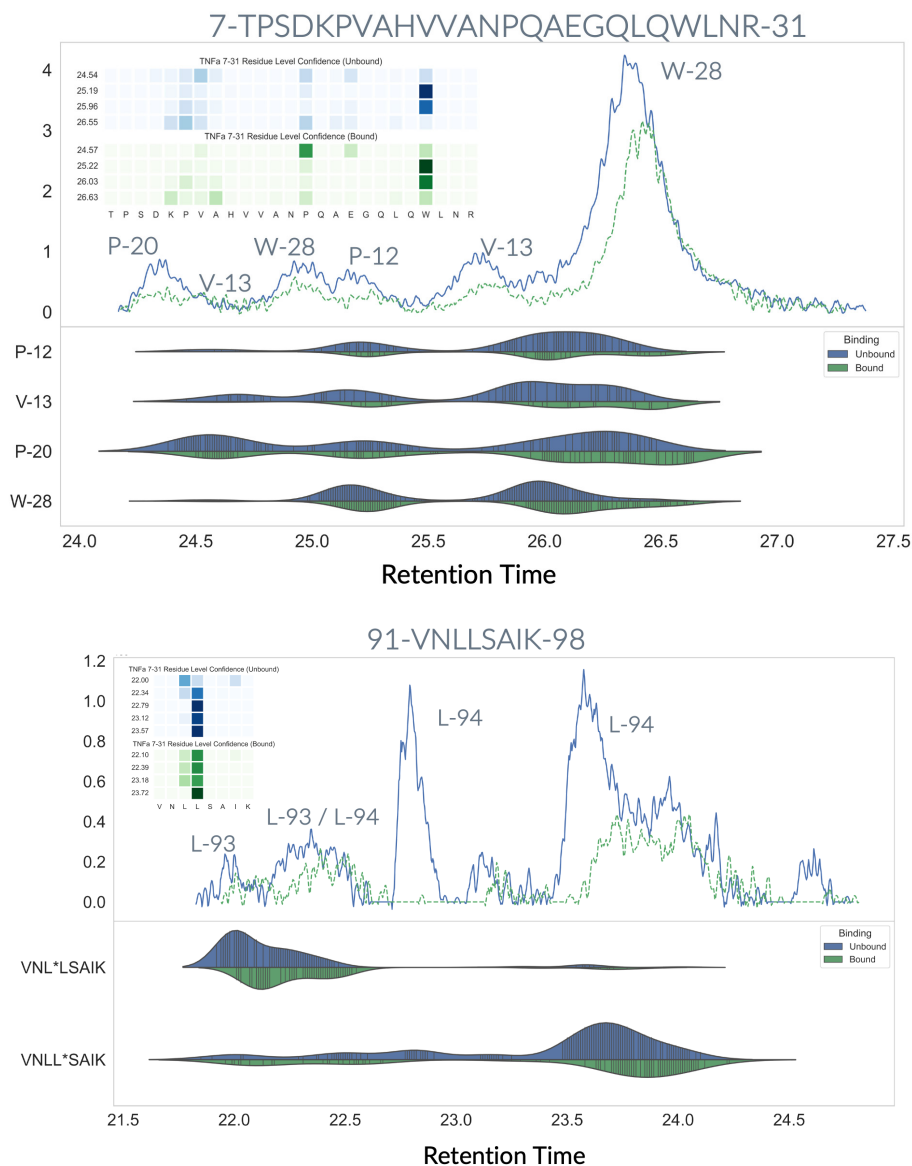 7-TPSDKPVAHVVANPQAEGQLQWLNR-31
TNFa 7-31 Residue Level Confidence (Unbound)
24.54
25.19
25.96
26.55
TNFa 7-31 Residue Level Confidence (Bound)
24.57
25.22
26.03
26.63
T P S D K P V A H V V A N P Q A E G Q L Q W L N R
4
3
2
1
0
W-28
P-20
V-13
W-28
P-12
V-13
P-12
V-13
P-20
W-28
Binding
Unbound
Bound
24.0 24.5 25.0 25.5 26.0 26.5 27.0 27.5
Retention Time
91-VNLLSAIK-98
TNFa 7-31 Residue Level Confidence (Unbound)
22.00
22.34
22.79
23.12
23.57
TNFa 7-31 Residue Level Confidence (Bound)
22.10
22.39
23.18
23.72
V N L L S A I K
1.2
1.0
0.8
0.6
0.4
0.2
0.0
L-94
L-94
L-93 / L-94
L-93
VNL*LSAIK
VNLL*SAIK
Binding
Unbound
Bound
21.5 22.0 22.5 23.0 23.5 24.0 24.5
Retention Time